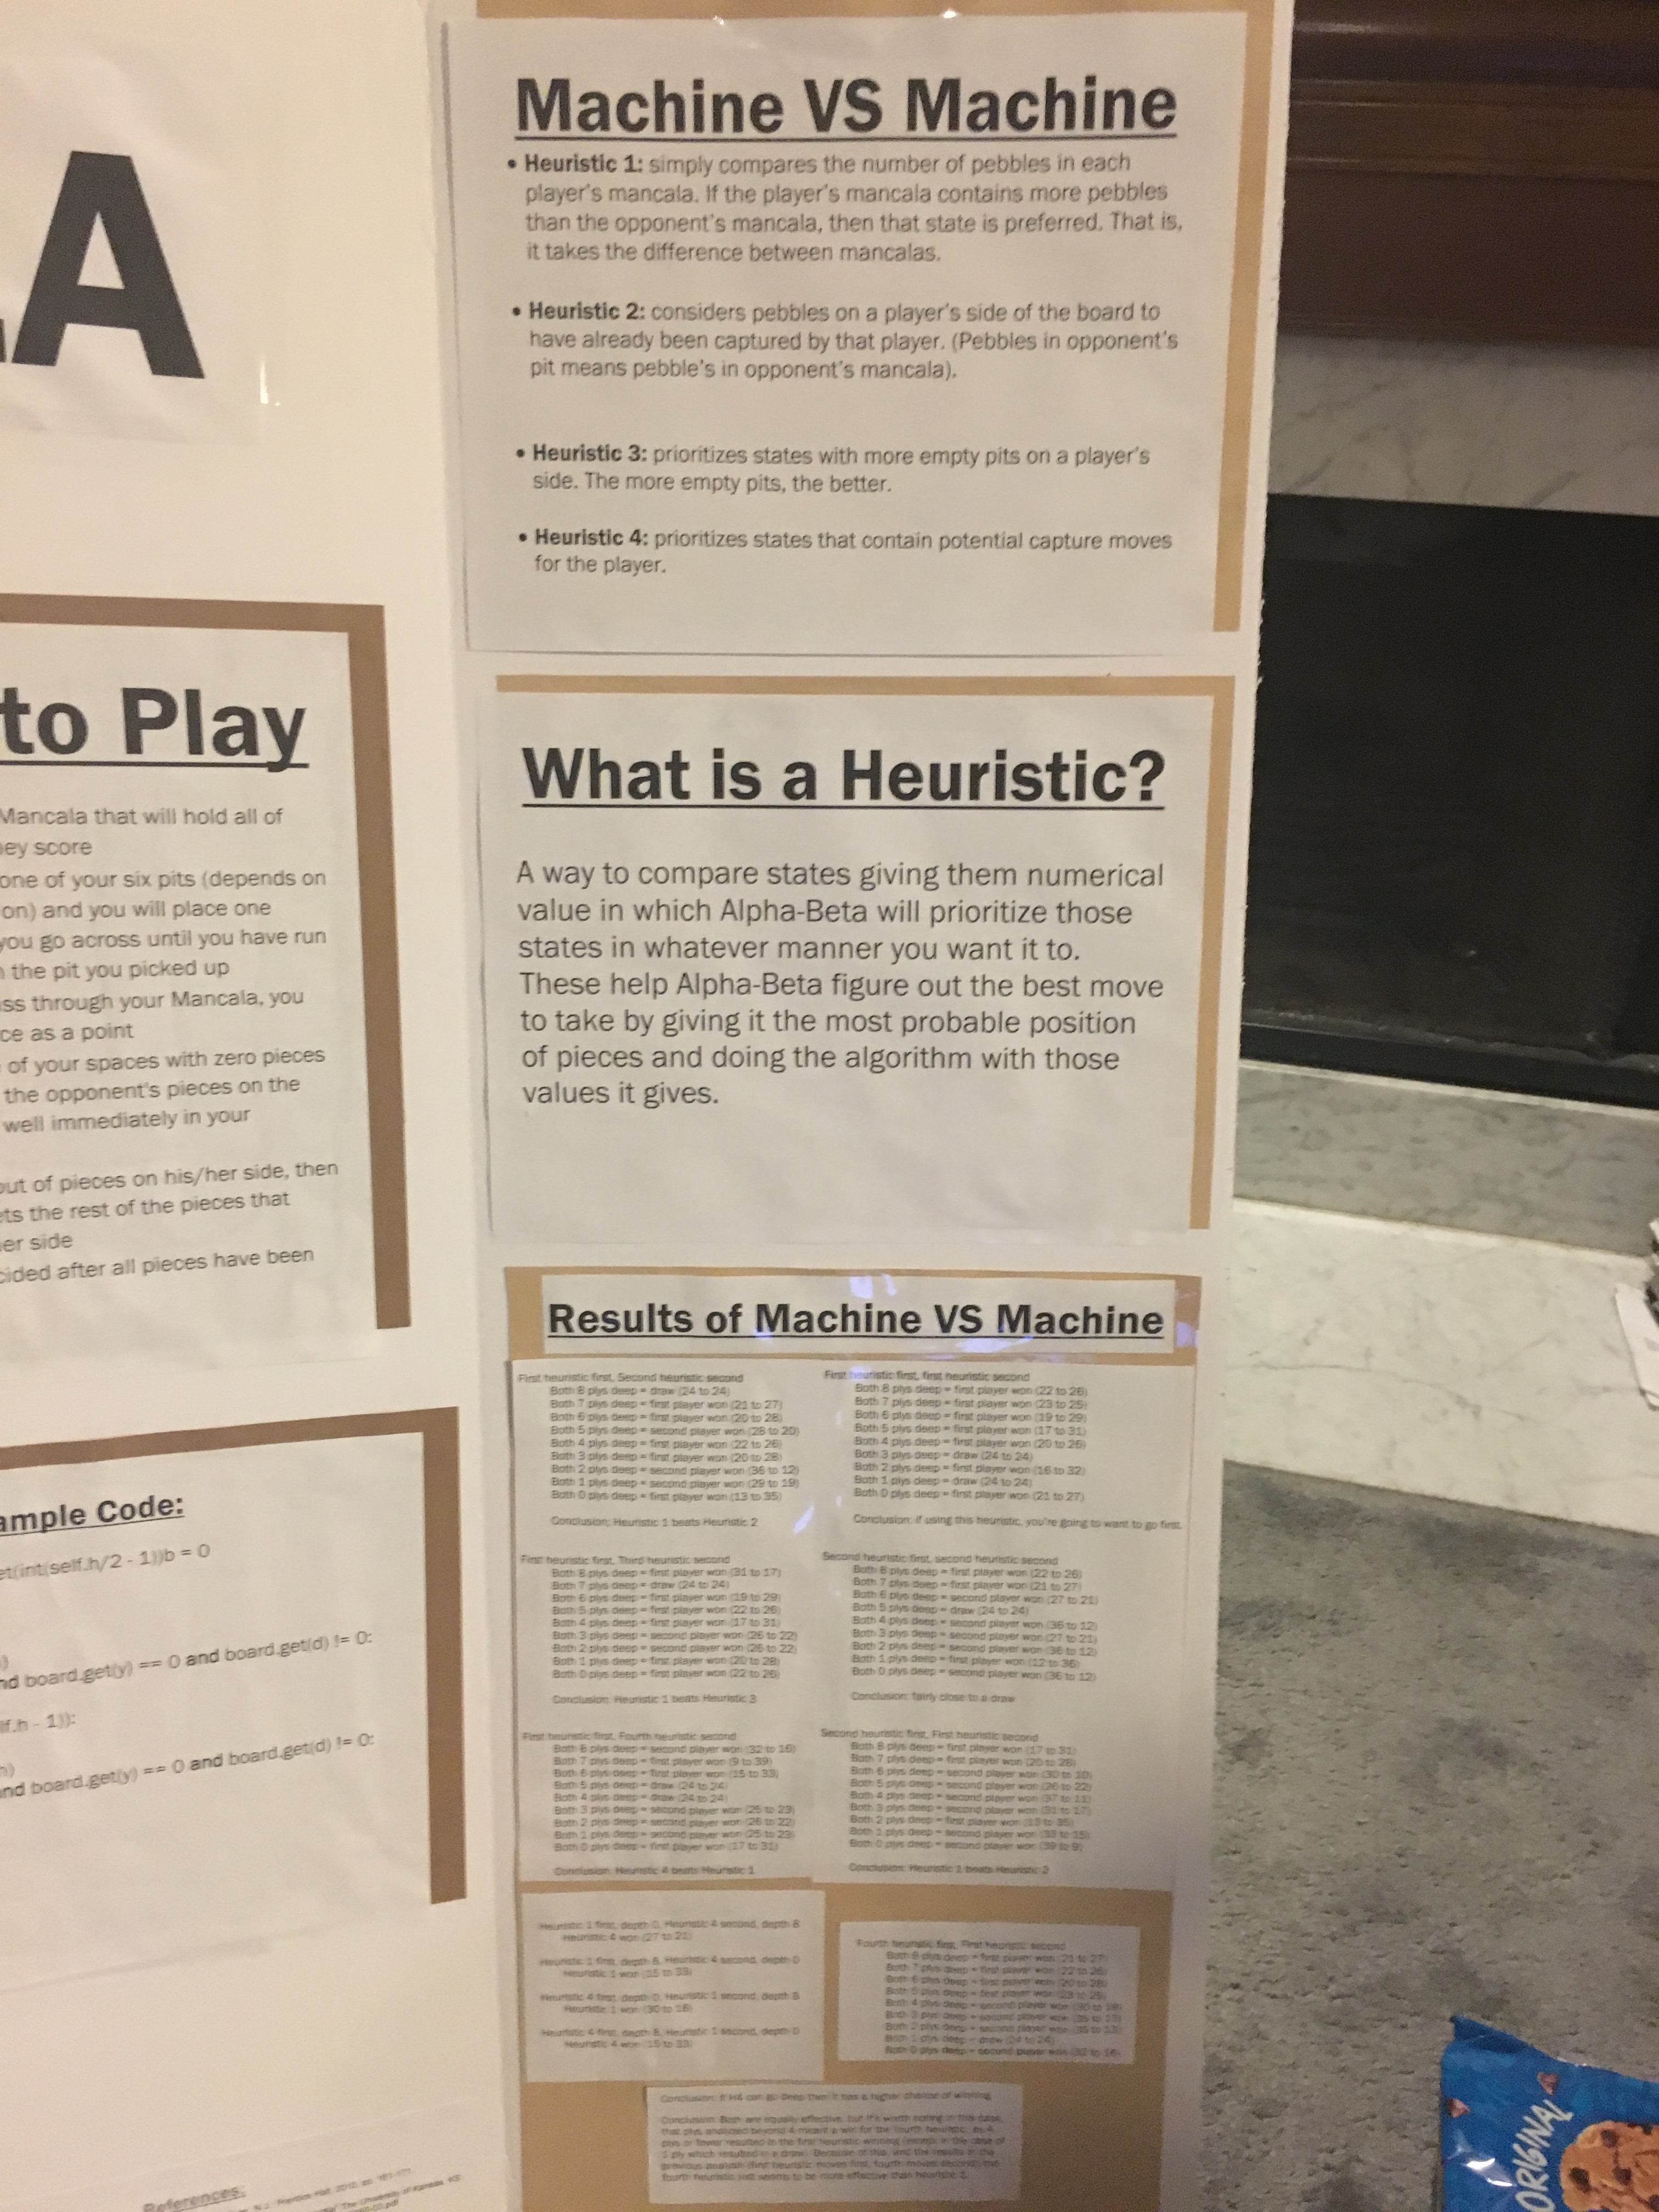 A
Machine VS Machine
• Heuristic 1: simply compares the number of pebbles in each
player's mancala. If the player's mancala contains more pebbles
than the opponent's mancala, then that state is preferred. That is,
it takes the difference between mancalas.
• Heuristic 2: considers pebbles on a player's side of the board to
have already been captured by that player. (Pebbles in opponent's
pit means pebble's in opponent's mancala).
• Heuristic 3: prioritizes states with more empty pits on a player's
side. The more empty pits, the better.
• Heuristic 4: prioritizes states that contain potential capture moves
for the player.
to Play
Mancala that will hold all of
score
one of your six pits (depends on
on) and you will place one
you go across until you have run
the pit you picked up
through your Mancala, you
as a point
of your spaces with zero pieces
the opponent's pieces on the
well immediately in your
out of pieces on his/her side, then
the rest of the pieces that
side
after all pieces have been
What is a Heuristic?
A way to compare states giving them numerical
value in which Alpha-Beta will prioritize those
states in whatever manner you want it to.
These help Alpha-Beta figure out the best move
to take by giving it the most probable position
of pieces and doing the algorithm with those
values it gives.
Code:
et(int(self.h/2 - 1))b = 0
board.get(y) == 0 and board.get(d) != 0:
lf.h - 1)):
and board.get(y) == 0 and board.get(d) != 0:
References:
Results of Machine VS Machine
First heuristic first, Second heuristic second
Both 8 plys deep = draw (24 to 24)
Both 7 plys deep = first player won (21 to 27)
Both 6 plys deep = first player won (20 to 28)
Both 5 plys deep = second player won (28 to 20)
Both 4 plys deep = first player won (22 to 26)
Both 3 plys deep = first player won (20 to 28)
Both 2 plys deep = second player won (36 to 12)
Both 1 plys deep = second player won (29 to 19)
Both 0 plys deep = first player won (13 to 35)
Conclusion: Heuristic 1 beats Heuristic 2
First heuristic first, first heuristic second
Both 8 plys deep = first player won (22 to 26)
Both 7 plys deep = first player won (23 to 25)
Both 6 plys deep = first player won (19 to 29)
Both 5 plys deep = first player won (17 to 31)
Both 4 plys deep = first player won (20 to
Both 3 plys deep = draw (24 to 24)
Both 2 plys deep = first player won (16 to 32)
Both 1 plys deep = draw (24 to 24)
Both 0 plys deep = first player won (21 to 27)
Conclusion: if using this heuristic, you're going to want to go first.
First heuristic first, Third heuristic second
Both 8 plys deep = first player won (31 to 17)
Both 7 plys deep = draw (24 to 24)
Both 6 plys deep = first player won (19 to 29)
Both 5 plys deep = first player won (22 to 26)
Both 4 plys deep = first player won (17 to 31)
Both 3 plys deep = second player won (26 to 22)
Both 2 plys deep = second player won (26 to 22)
Both 1 plys deep = first player won (20 to 28)
Both 0 plys deep = first player won (22 to 26)
Conclusion: Heuristic 1 beats Heuristic 3
Second heuristic first, second heuristic second
Both 8 plys deep = first player won (22 to 26)
Both 7 plys deep = first player won (21 to 27)
Both 6 plys deep = second player won (27 to 21)
Both 5 plys deep = draw (24 to 24)
Both 4 plys deep = second player won (36 to 12)
Both 3 plys deep = second player won (27 to 21)
Both 2 plys deep = second player won (36 to 12)
Both 1 plys deep = first player won (12 to 36)
Both 0 plys deep = second player won (36 to 12)
Conclusion: fairly close to a draw
First heuristic first, Fourth heuristic second
Both 8 plys deep = second player won (32 to 16)
Both 7 plys deep = first player won (9 to 39)
Both 6 plys deep = first player won (15 to 33)
Both 5 plys deep = draw (24 to 24)
Both 4 plys deep = draw (24 to 24)
Both 3 plys deep = second player won (25 to 23)
Both 2 plys deep = second player won (26 to 22)
Both 1 plys deep = second player won (25 to 23)
Both 0 plys deep = first player won (17 to 31)
Conclusion: Heuristic 4 beats Heuristic 1
Second heuristic first, First heuristic second
Both 8 plys deep = first player won (17 to 31)
Both 7 plys deep = first player won (20 to 28)
Both 6 plys deep = second player won
Both 5 plys deep = second player won (26 to 22)
Both 4 plys deep = second player won (37 to 11)
Both 3 plys deep = second player won (31 to 17)
Both 2 plys deep = first player won (13 to 35)
Both 1 plys deep = second player won (33 to 15)
Both 0 plys deep = second player won (39 to 9)
Conclusion: Heuristic 1 beats Heuristic 2
Heuristic 1 first, depth 0, Heuristic 4 second, depth 8
Heuristic 4 won (27 to 21)
Heuristic 1 first, depth 8, Heuristic 4 second, depth 0
Heuristic 1 won (15 to 33)
Heuristic 4 first, depth 0, Heuristic 1 second, depth 8
Heuristic 1 won (30 to 18)
Heuristic 4 first, depth 8, Heuristic 1 second, depth 0
Heuristic 4 won (15 to 33)
Fourth heuristic first, First heuristic second
Both 8 plys deep = first player won (21 to 27)
Both 7 plys deep = first player won (22 to 26)
Both 6 plys deep = first player won (20 to 28)
Both 5 plys deep = first player won (23 to 25)
Both 4 plys deep = second player won
Both 3 plys deep = second player won
Both 2 plys deep = second player won
Both 1 plys deep = draw (24 to 24)
Both 0 plys deep = second player won (32 to 16)
Conclusion: If H4 can go Deep then it has a higher chance of winning
ORIGINAL